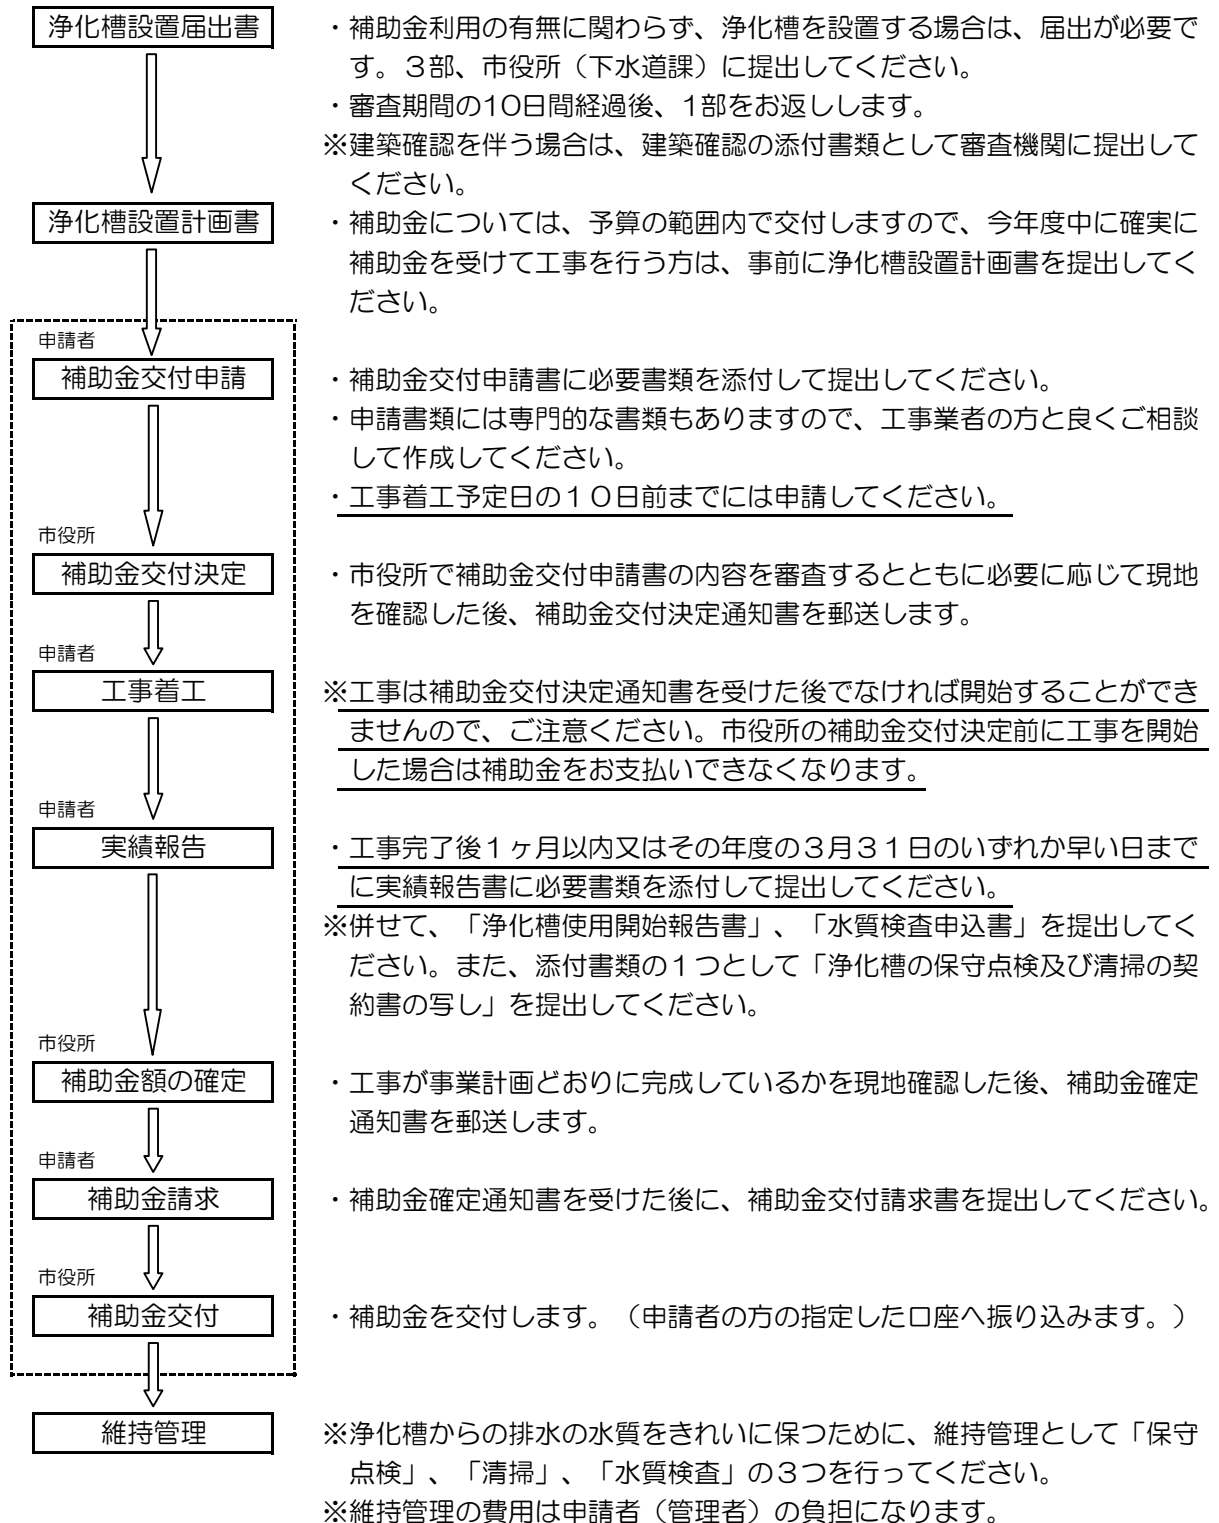 浄化槽設置届出書
・補助金利用の有無に関わらず、浄化槽を設置する場合は、届出が必要で
す。３部、市役所（下水道課）に提出してください。
・審査期間の10日間経過後、1部をお返しします。
※建築確認を伴う場合は、建築確認の添付書類として審査機関に提出して
ください。
浄化槽設置計画書
・補助金については、予算の範囲内で交付しますので、今年度中に確実に
補助金を受けて工事を行う方は、事前に浄化槽設置計画書を提出してく
ださい。
申請者
補助金交付申請
・補助金交付申請書に必要書類を添付して提出してください。
・申請書類には専門的な書類もありますので、工事業者の方と良くご相談
して作成してください。
・工事着工予定日の１０日前までには申請してください。
市役所
補助金交付決定
・市役所で補助金交付申請書の内容を審査するとともに必要に応じて現地
を確認した後、補助金交付決定通知書を郵送します。
申請者
工事着工
※工事は補助金交付決定通知書を受けた後でなければ開始することができ
ませんので、ご注意ください。市役所の補助金交付決定前に工事を開始
した場合は補助金をお支払いできなくなります。
申請者
実績報告
・工事完了後１ヶ月以内又はその年度の３月３１日のいずれか早い日まで
に実績報告書に必要書類を添付して提出してください。
※併せて、「浄化槽使用開始報告書」、「水質検査申込書」を提出してく
ださい。また、添付書類の１つとして「浄化槽の保守点検及び清掃の契
約書の写し」を提出してください。
市役所
補助金額の確定
・工事が事業計画どおりに完成しているかを現地確認した後、補助金確定
通知書を郵送します。
申請者
補助金請求
・補助金確定通知書を受けた後に、補助金交付請求書を提出してください。
市役所
補助金交付
・補助金を交付します。（申請者の方の指定した口座へ振り込みます。）
維持管理
※浄化槽からの排水の水質をきれいに保つために、維持管理として「保守
点検」、「清掃」、「水質検査」の３つを行ってください。
※維持管理の費用は申請者（管理者）の負担になります。